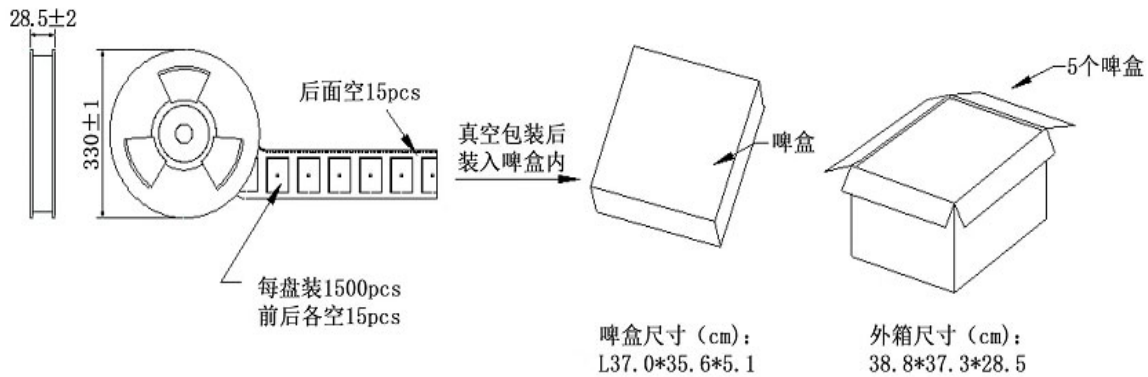 28.5±2
330±1
后面空15pcs
每盘装1500pcs
前后各空15pcs
真空包装后
装入啤盒内
啤盒
5个啤盒
啤盒尺寸（cm）：
L37.0*35.6*5.1
外箱尺寸（cm）：
38.8*37.3*28.5